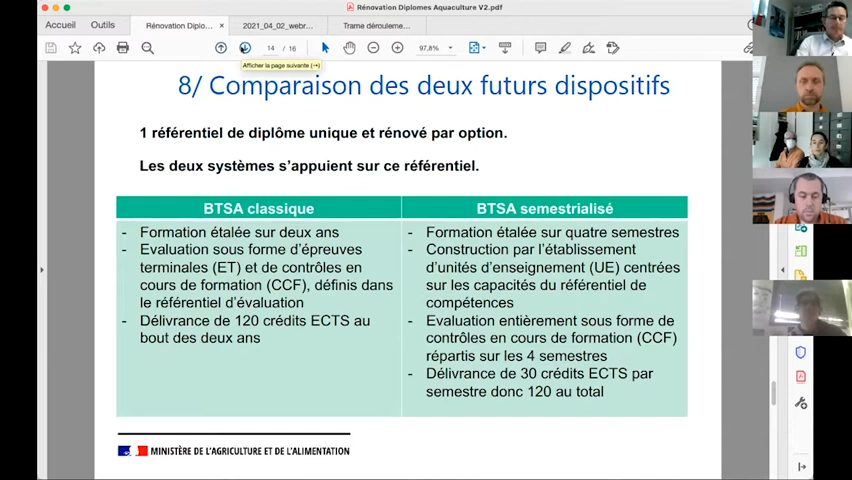 Rénovation Diplomes Aquaculture V2.pdf
Accueil
Outils
Rénovation Diplo...
2021_04_02_webr...
Trame dérouleme...
14 / 16
97,8%
Afficher la page suivante (→)
8/ Comparaison des deux futurs dispositifs
1 référentiel de diplôme unique et rénové par option.
Les deux systèmes s’appuient sur ce référentiel.
BTSA classique
- Formation étalée sur deux ans
- Evaluation sous forme d’épreuves
terminales (ET) et de contrôles en
cours de formation (CCF), définis dans
le référentiel d’évaluation
- Délivrance de 120 crédits ECTS au
bout des deux ans
BTSA semestrialisé
- Formation étalée sur quatre semestres
- Construction par l’établissement
d’unités d’enseignement (UE) centrées
sur les capacités du référentiel de
compétences
- Evaluation entièrement sous forme de
contrôles en cours de formation (CCF)
répartis sur les 4 semestres
- Délivrance de 30 crédits ECTS par
semestre donc 120 au total
MINISTÈRE DE L'AGRICULTURE ET DE L'ALIMENTATION